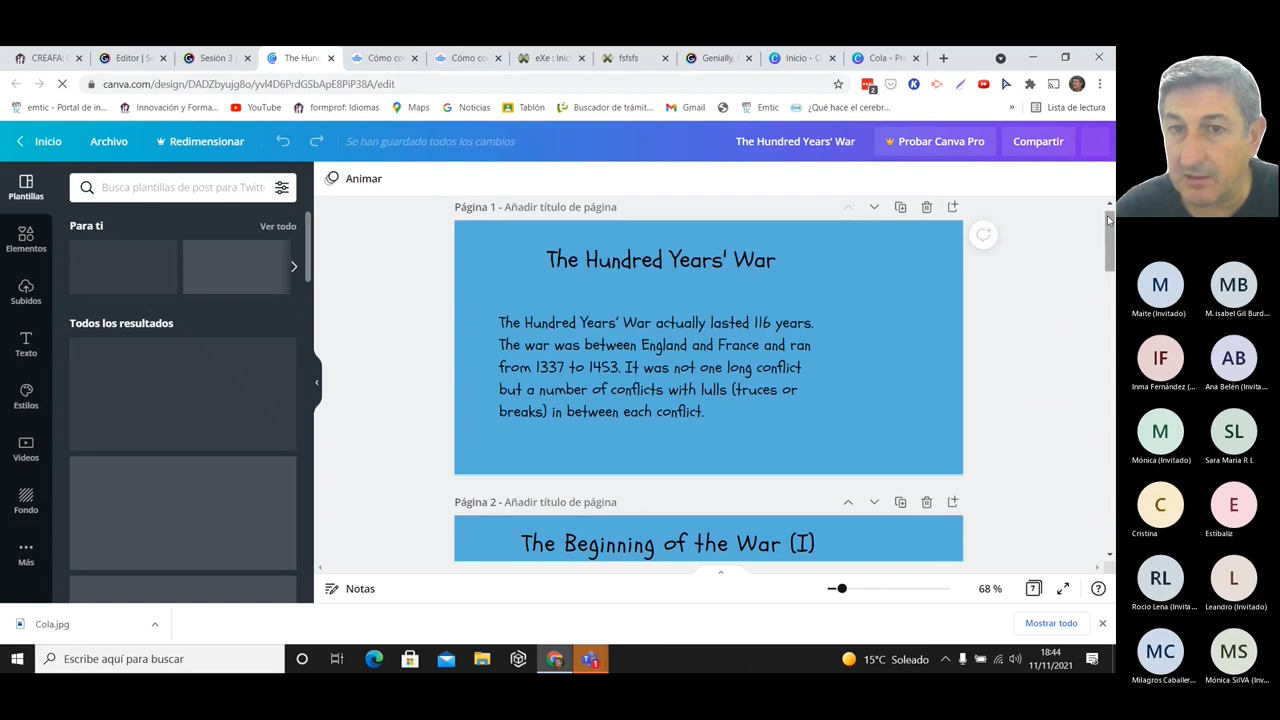 CREAFA: C
Editor | S
Sesión 3
The Hun
Cómo co
Cómo co
eXe : Inic
fsfsfs
Genially,
Inicio - C
Cola - Pre
canva.com/design/DADZbyujg8o/yvl4D6PrdGSbApE8PiP38A/edit
2
emtic - Portal de in...
Innovación y Forma...
YouTube
formprof: Idiomas
Maps
Noticias
Tablón
Buscador de trámit...
Gmail
Emtic
¿Qué hace el cerebr...
»
Lista de lectura
Inicio
Archivo
Redimensionar
Se han guardado todos los cambios
The Hundred Years' War
Probar Canva Pro
Compartir
Plantillas
Elementos
Subidos
Texto
Estilos
Vídeos
Fondo
Más
Busca plantillas de post para Twitte
Para ti
Ver todo
Todos los resultados
Animar
Página 1 - Añadir título de página
The Hundred Years' War
The Hundred Years' War actually lasted 116 years.
The war was between England and France and ran
from 1337 to 1453. It was not one long conflict
but a number of conflicts with lulls (truces or
breaks) in between each conflict.
Página 2 - Añadir título de página
The Beginning of the War (I)
Notas
68 %
7
?
Cola.jpg
Mostrar todo
Escribe aquí para buscar
1
15°C Soleado
18:44
11/11/2021
M
Maite (Invitado)
MB
M. isabel Gil Burd...
IF
Inma Fernández (...
AB
Ana Belén (Invita...
M
Mónica (Invitado)
SL
Sara Maria R L
C
Cristina
E
Estíbaliz
RL
Rocio Lena (Invita...
L
Leandro (Invitado)
MC
Milagros Caballer...
MS
Mónica SilVA (Inv...